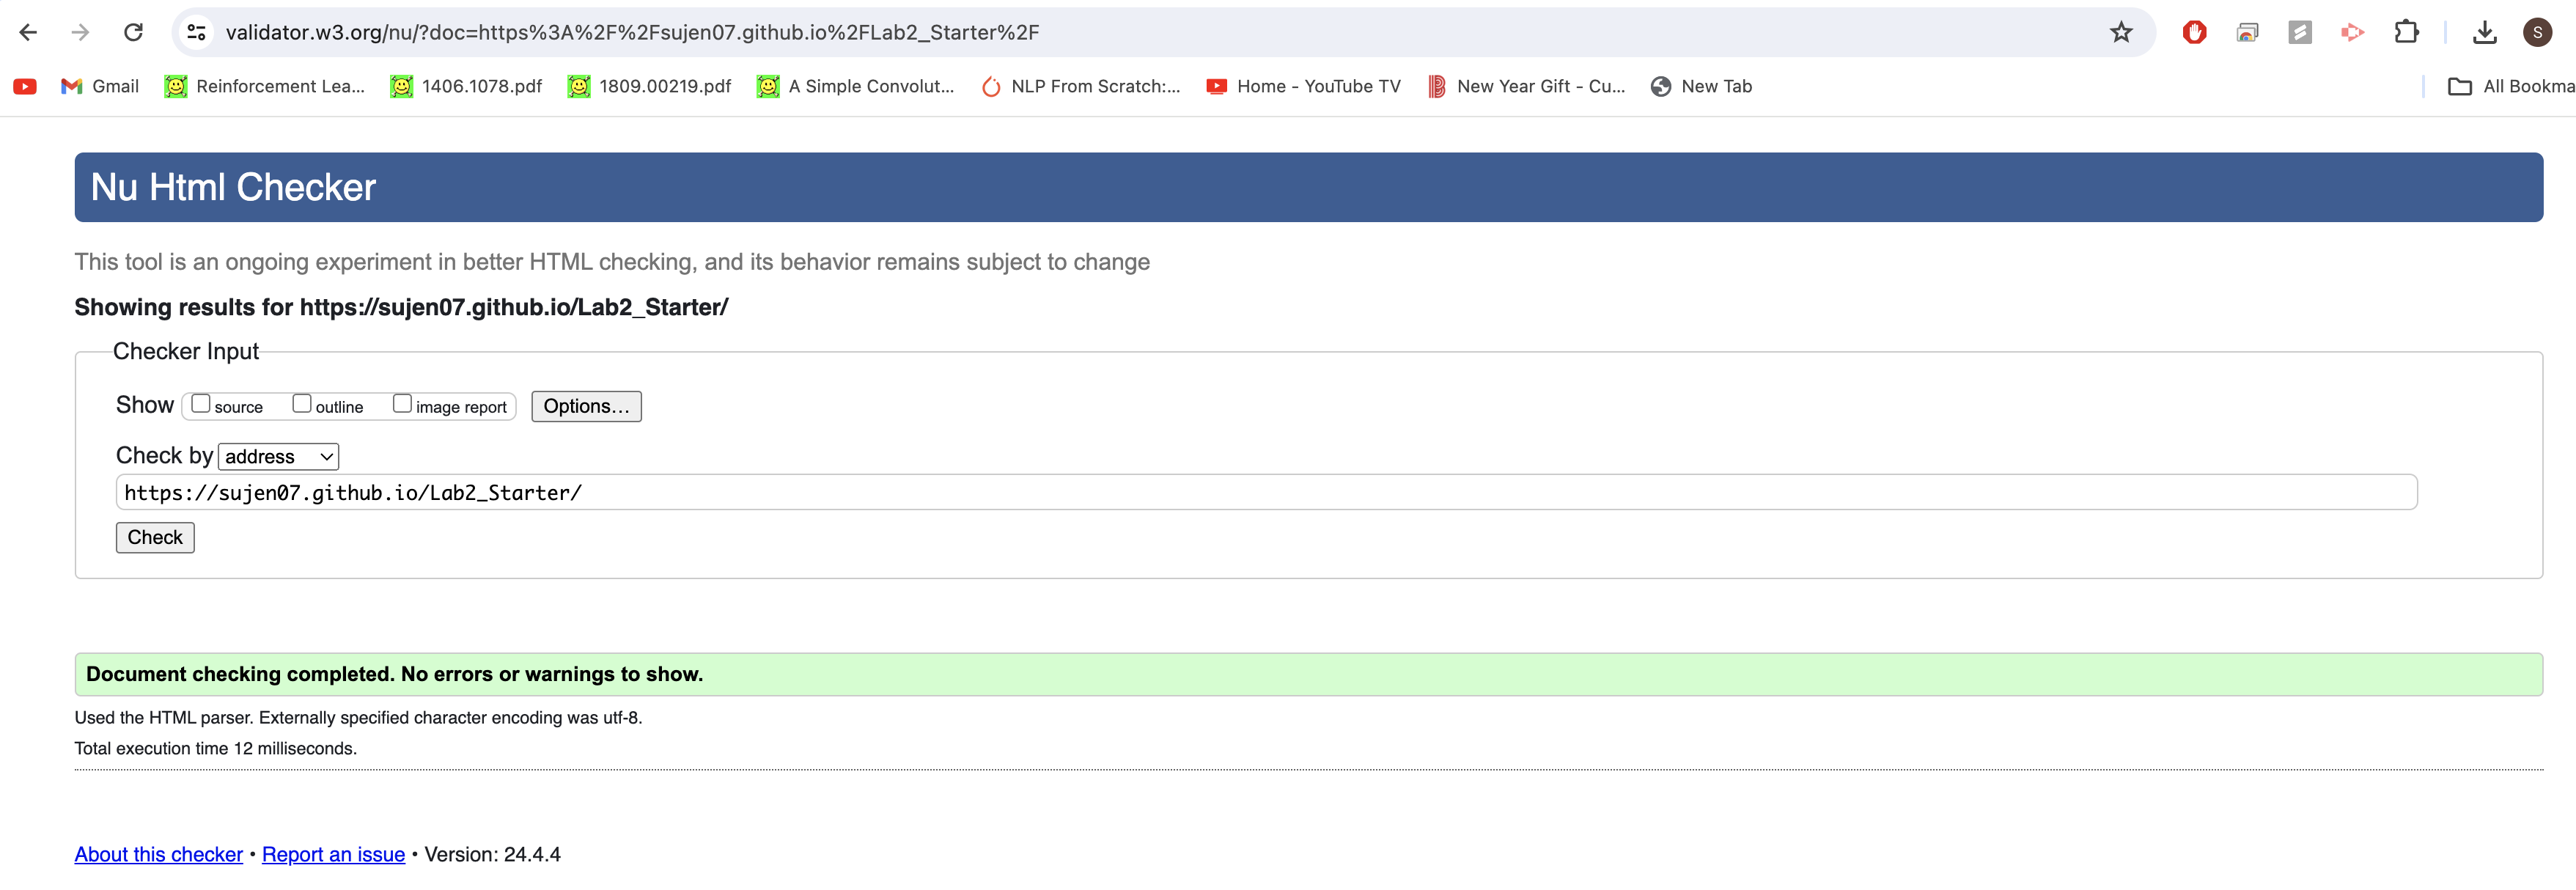 validator.w3.org/nu/?doc=https%3A%2F%2Fsujen07.github.io%2FLab2_Starter%2F
S
Gmail Reinforcement Lea... 1406.1078.pdf 1809.00219.pdf A Simple Convolut... NLP From Scratch:... Home - YouTube TV New Year Gift - Cu... New Tab All Bookma
Nu Html Checker
This tool is an ongoing experiment in better HTML checking, and its behavior remains subject to change
Showing results for https://sujen07.github.io/Lab2_Starter/
Checker Input
Show source outline image report Options...
Check by address
https://sujen07.github.io/Lab2_Starter/
Check
Document checking completed. No errors or warnings to show.
Used the HTML parser. Externally specified character encoding was utf-8.
Total execution time 12 milliseconds.
About this checker • Report an issue • Version: 24.4.4